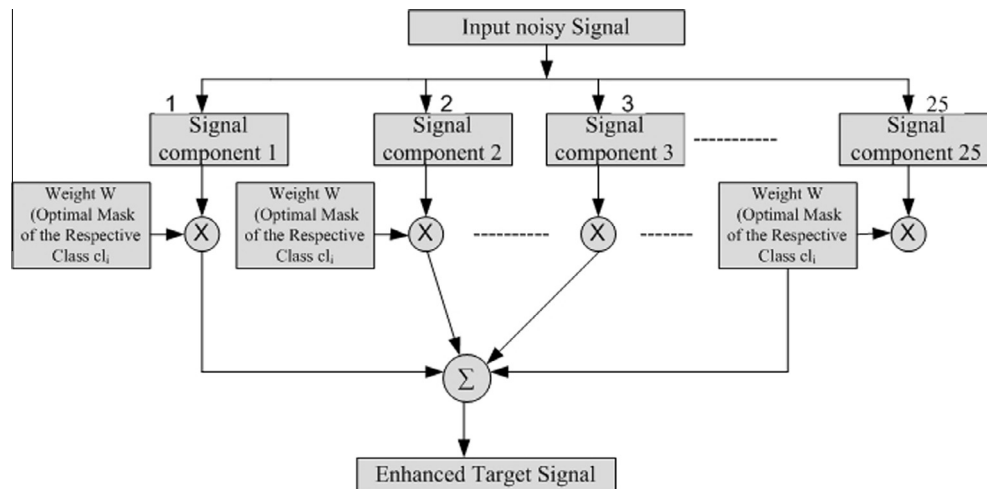 Input noisy Signal
1
2
3
25
Signal
component 1
Signal
component 2
Signal
component 3
Signal
component 25
Weight W
(Optimal Mask
of the Respective
Class clᵢ
X
Weight W
(Optimal Mask
of the Respective
Class clᵢ
X
X
Weight W
(Optimal Mask
of the Respective
Class clᵢ
X
Σ
Enhanced Target Signal